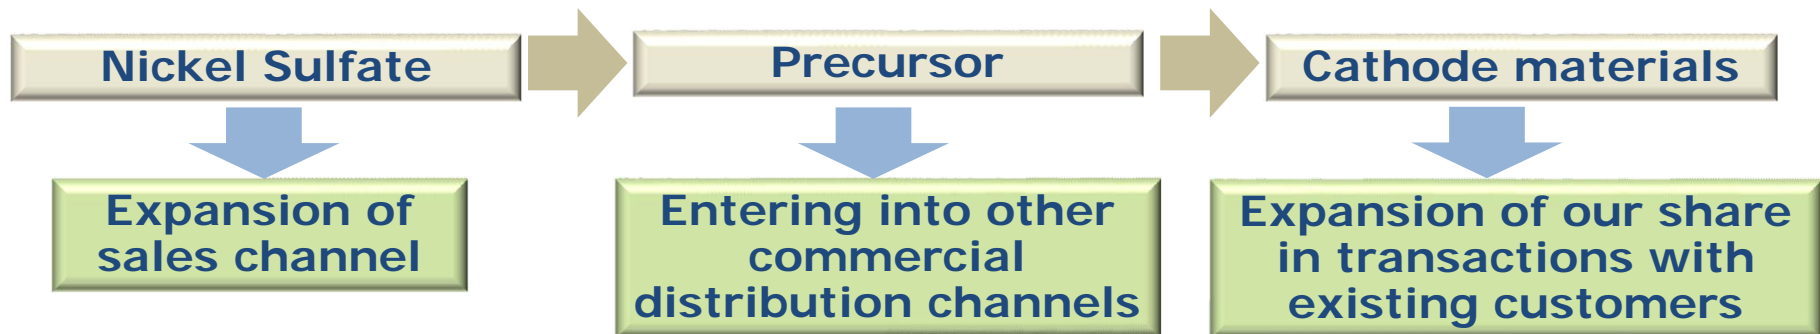 Nickel Sulfate
Precursor
Cathode materials
Expansion of
sales channel
Entering into other
commercial
distribution channels
Expansion of our share
in transactions with
existing customers